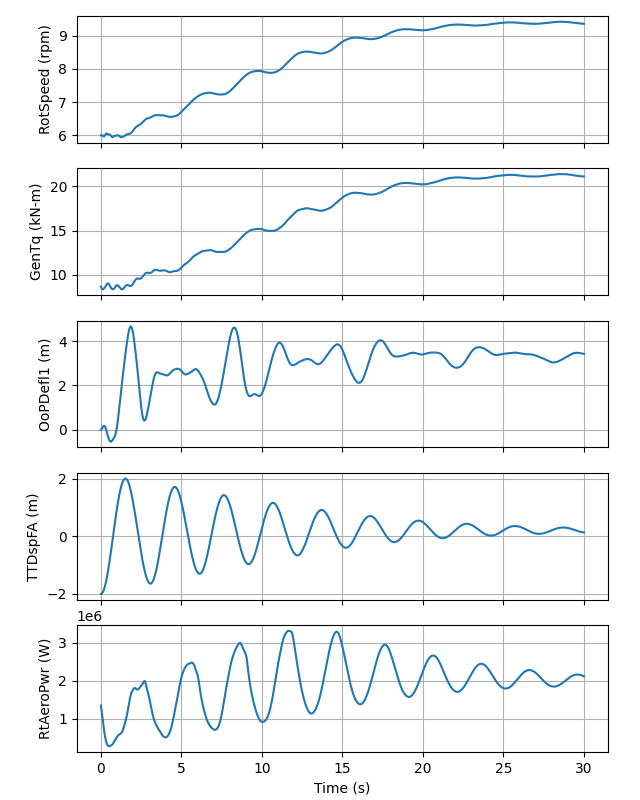 RotSpeed (rpm)
9
8
7
6
GenTq (kN-m)
20
15
10
OoPDefl1 (m)
4
2
0
TTDspFA (m)
2
0
−2
1e6
RtAeroPwr (W)
3
2
1
0 5 10 15 20 25 30
Time (s)